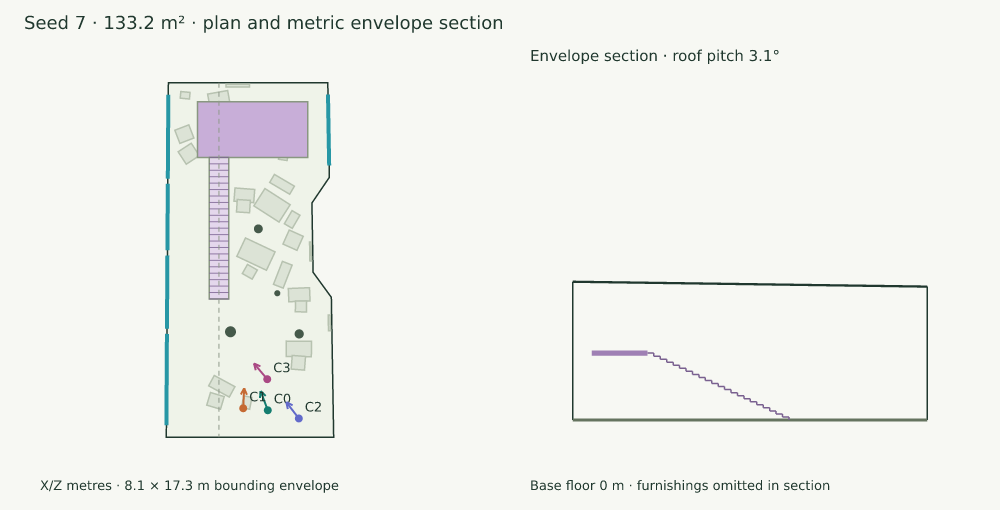 Seed 7 · 133.2 m² · plan and metric envelope section
Envelope section · roof pitch 3.1°
C3
C1
C0
C2
X/Z metres · 8.1 × 17.3 m bounding envelope
Base floor 0 m · furnishings omitted in section